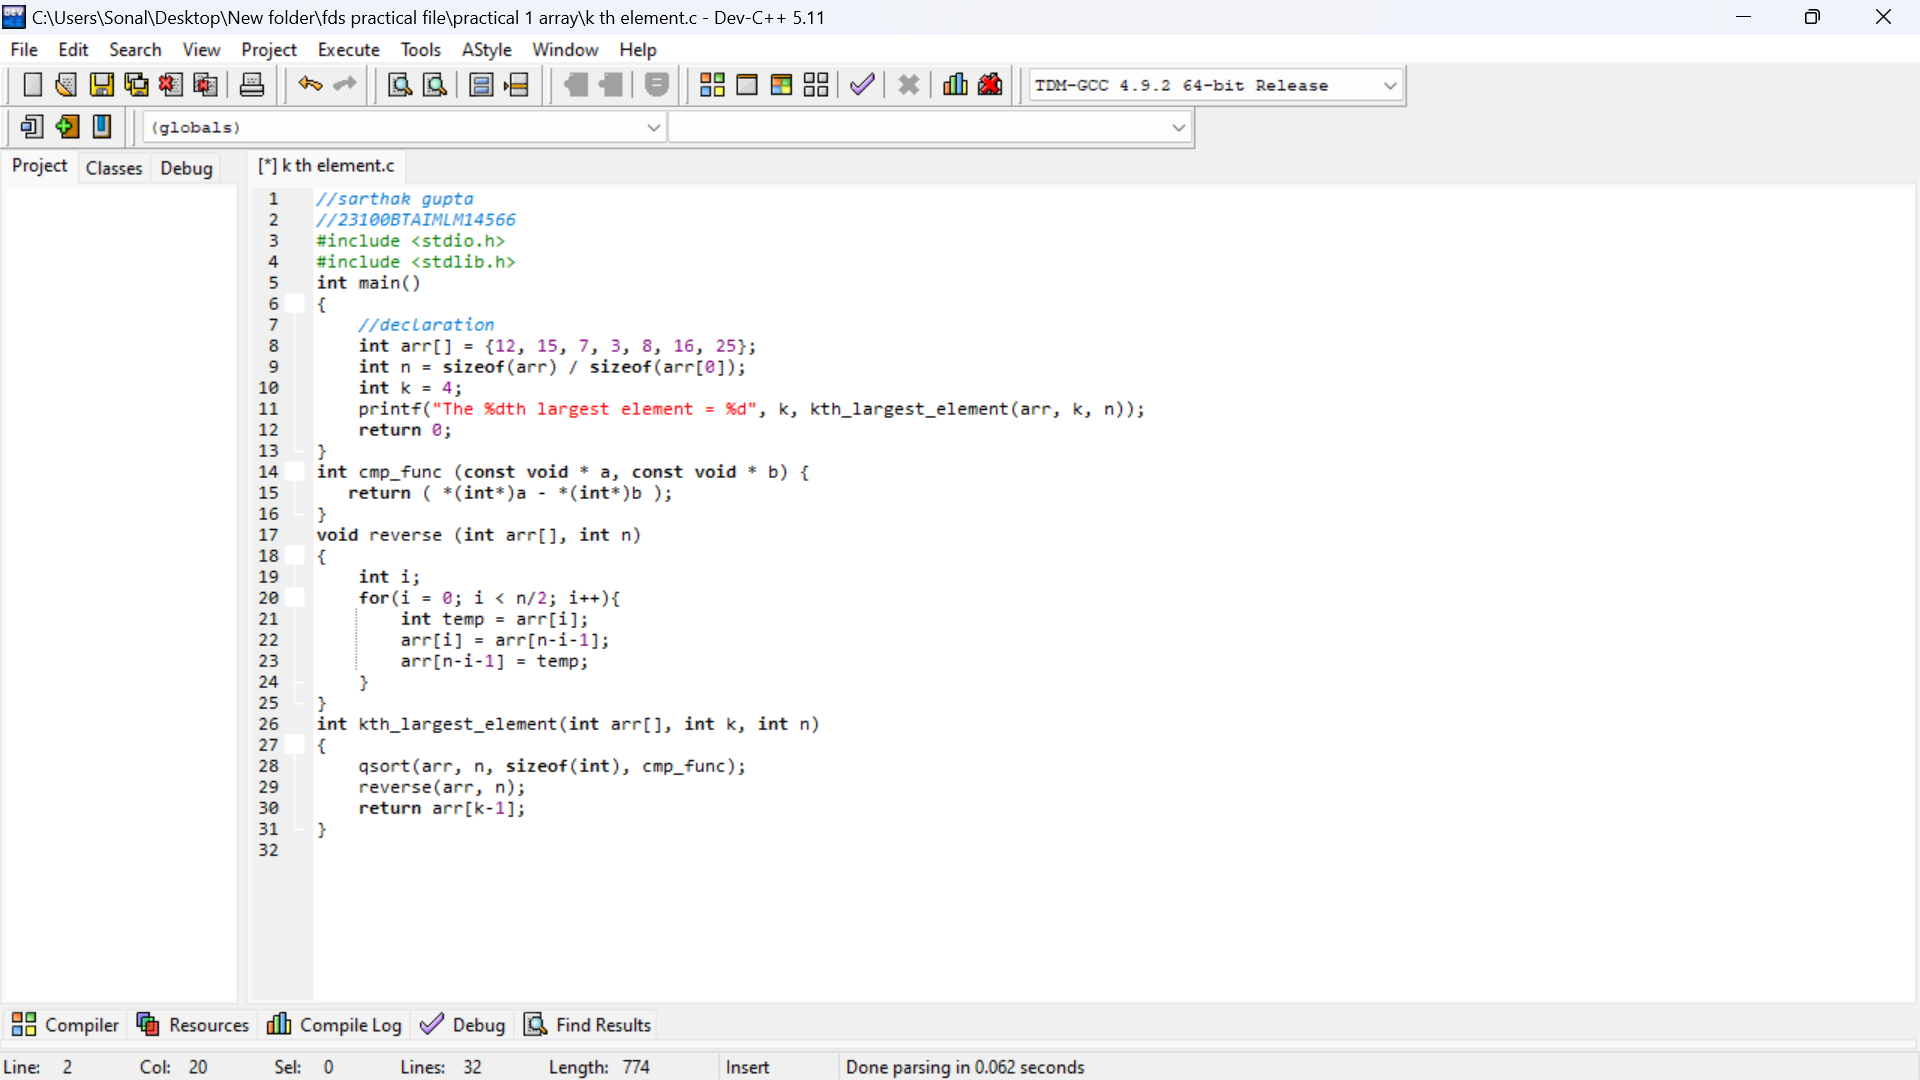 C:\Users\Sonal\Desktop\New folder\fds practical file\practical 1 array\k th element.c - Dev-C++ 5.11
File Edit Search View Project Execute Tools AStyle Window Help
TDM-GCC 4.9.2 64-bit Release
(globals)
Project Classes Debug [*] k th element.c
1 //sarthak gupta
2 //23100BTAIMLM14566
3 #include <stdio.h>
4 #include <stdlib.h>
5 int main()
6 {
7 //declaration
8 int arr[] = {12, 15, 7, 3, 8, 16, 25};
9 int n = sizeof(arr) / sizeof(arr[0]);
10 int k = 4;
11 printf("The %dth largest element = %d", k, kth_largest_element(arr, k, n));
12 return 0;
13 }
14 int cmp_func (const void * a, const void * b) {
15 return ( *(int*)a - *(int*)b );
16 }
17 void reverse (int arr[], int n)
18 {
19 int i;
20 for(i = 0; i < n/2; i++){
21 int temp = arr[i];
22 arr[i] = arr[n-i-1];
23 arr[n-i-1] = temp;
24 }
25 }
26 int kth_largest_element(int arr[], int k, int n)
27 {
28 qsort(arr, n, sizeof(int), cmp_func);
29 reverse(arr, n);
30 return arr[k-1];
31 }
32
Compiler Resources Compile Log Debug Find Results
Line: 2 Col: 20 Sel: 0 Lines: 32 Length: 774 Insert Done parsing in 0.062 seconds